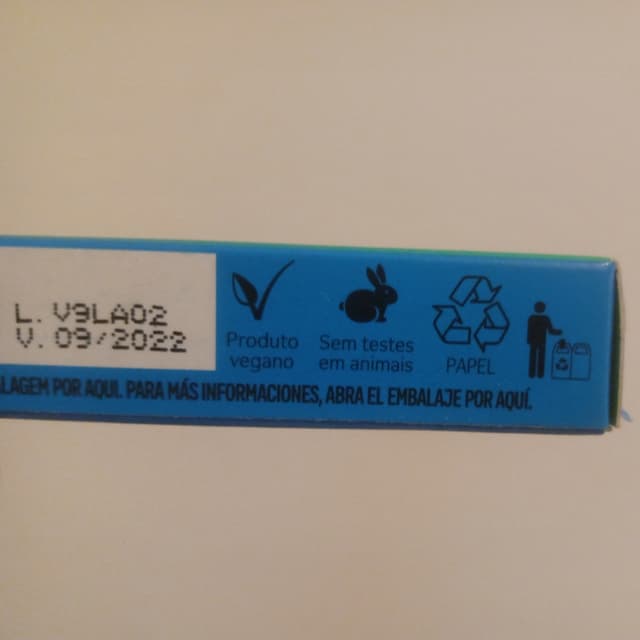 L. V9LA02
V. 09/2022
Produto
vegano
Sem testes
em animais
PAPEL
LAGEM POR AQUI. PARA MÁS INFORMACIONES, ABRA EL EMBALAJE POR AQUÍ.